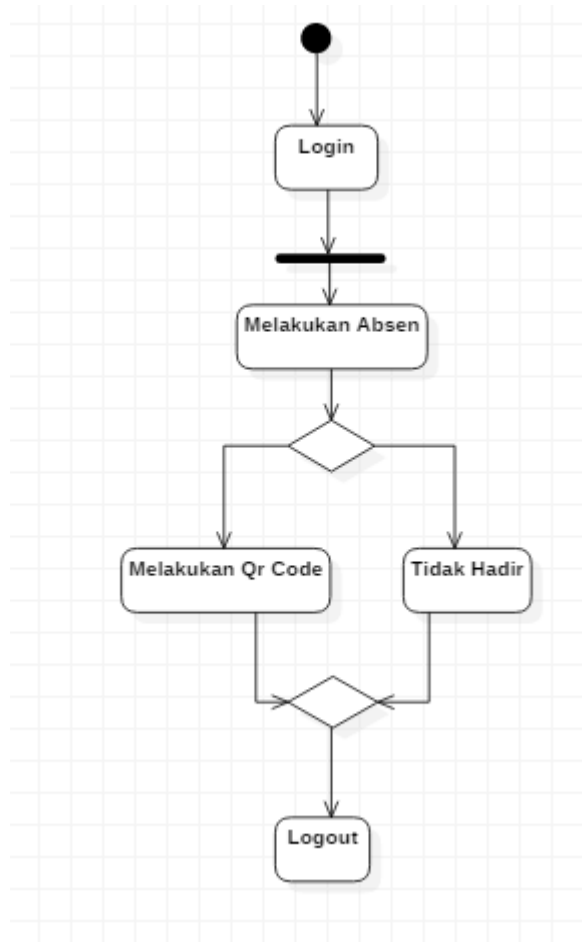 Login
Melakukan Absen
Melakukan Qr Code
Tidak Hadir
Logout